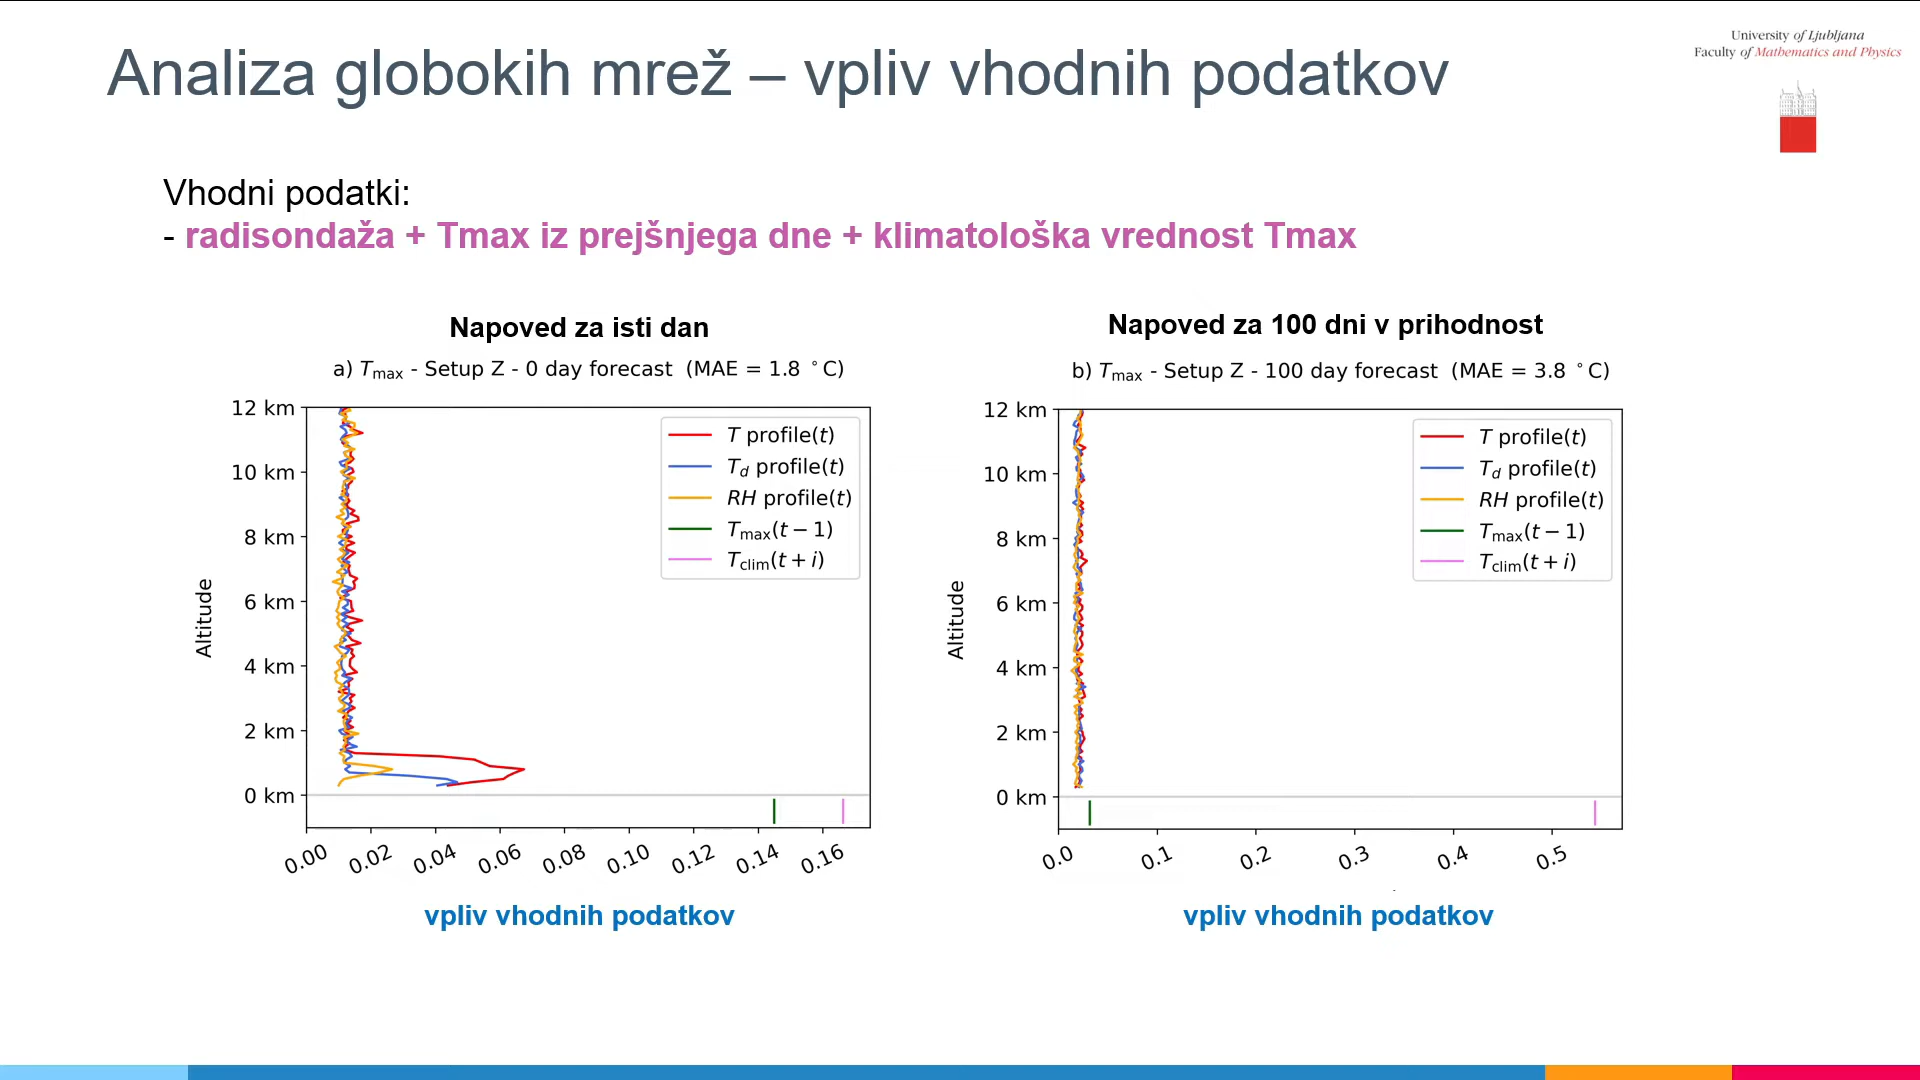 Analiza globokih mrež – vpliv vhodnih podatkov
University of Ljubljana
Faculty of Mathematics and Physics
Vhodni podatki:
- radisondaža + Tmax iz prejšnjega dne + klimatološka vrednost Tmax
Napoved za isti dan
a) Tmax - Setup Z - 0 day forecast (MAE = 1.8 °C)
12 km
10 km
8 km
6 km
4 km
2 km
0 km
Altitude
T profile(t)
Td profile(t)
RH profile(t)
Tmax(t − 1)
Tclim(t + i)
0.00 0.02 0.04 0.06 0.08 0.10 0.12 0.14 0.16
vpliv vhodnih podatkov
Napoved za 100 dni v prihodnost
b) Tmax - Setup Z - 100 day forecast (MAE = 3.8 °C)
12 km
10 km
8 km
6 km
4 km
2 km
0 km
Altitude
T profile(t)
Td profile(t)
RH profile(t)
Tmax(t − 1)
Tclim(t + i)
0.0 0.1 0.2 0.3 0.4 0.5
vpliv vhodnih podatkov